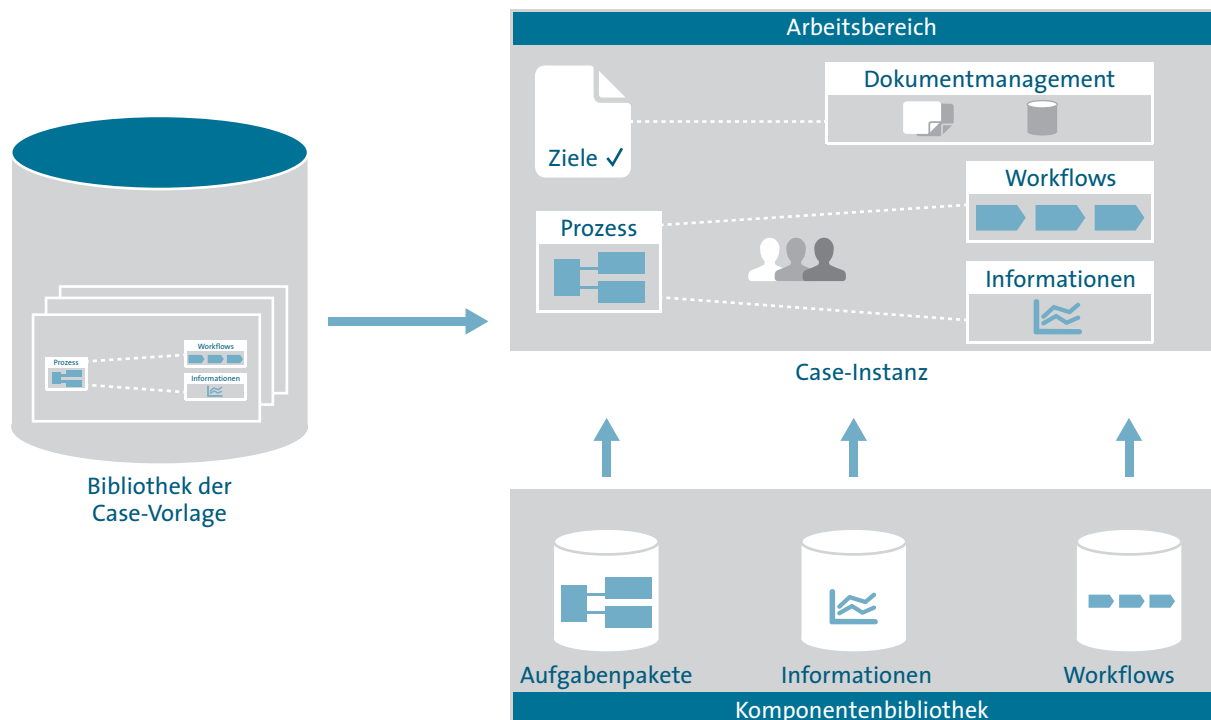 Arbeitsbereich
Dokumentmanagement
Ziele
Workflows
Prozess
Informationen
Case-Instanz
Prozess
Workflows
Informationen
Bibliothek der
Case-Vorlage
Aufgabenpakete
Informationen
Workflows
Komponentenbibliothek